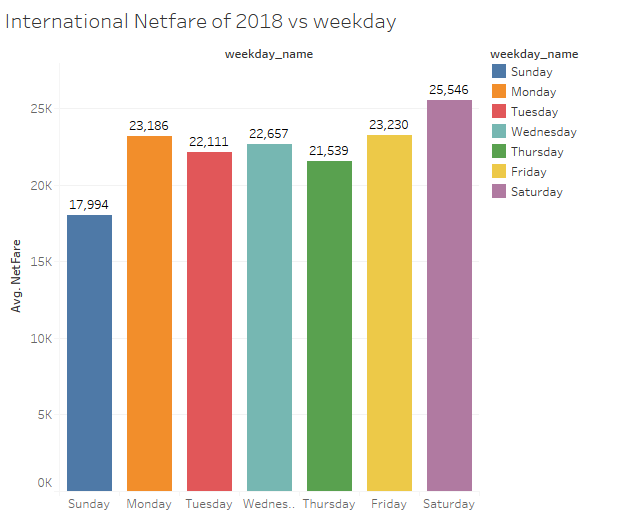 International Netfare of 2018 vs weekday
weekday_name
weekday_name
Sunday
Monday
Tuesday
Wednesday
Thursday
Friday
Saturday
25,546
23,186
22,111
22,657
21,539
23,230
17,994
25K
20K
15K
10K
5K
0K
Avg. NetFare
Sunday Monday Tuesday Wednes.. Thursday Friday Saturday